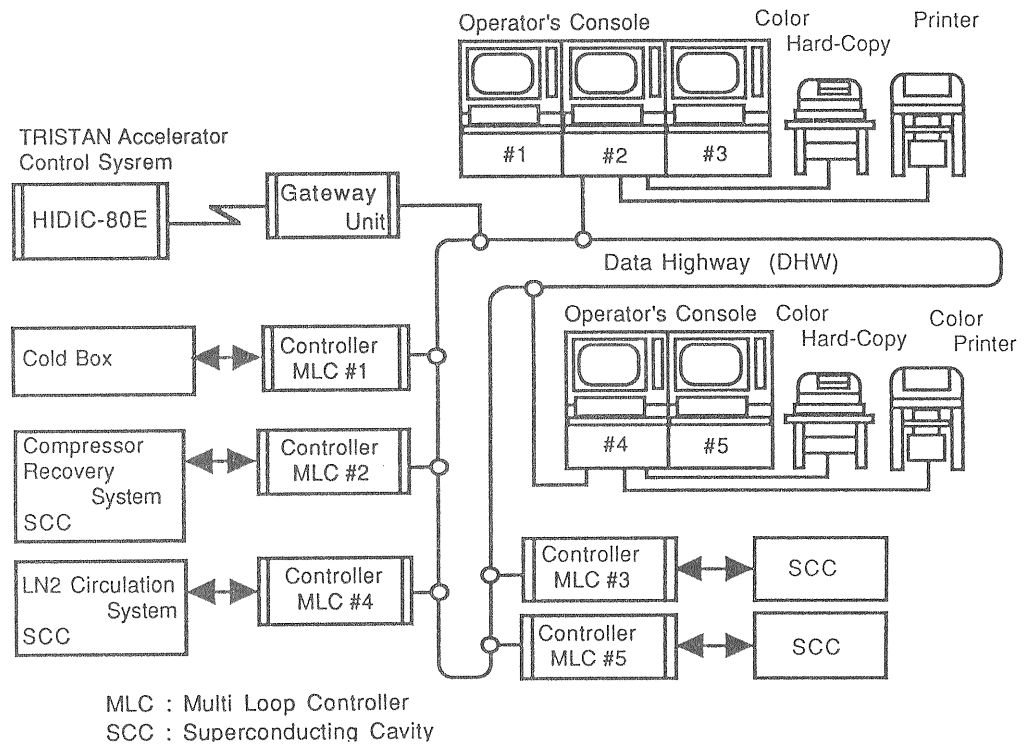 Operator's Console
Color
Hard-Copy
Printer
#1
#2
#3
TRISTAN Accelerator
Control Sysrem
HIDIC-80E
Gateway
Unit
Data Highway (DHW)
Operator's Console
Color
Hard-Copy
Color
Printer
#4
#5
Cold Box
Controller
MLC #1
Compressor
Recovery
System
SCC
Controller
MLC #2
LN2 Circulation
System
SCC
Controller
MLC #4
Controller
MLC #3
SCC
Controller
MLC #5
SCC
MLC : Multi Loop Controller
SCC : Superconducting Cavity